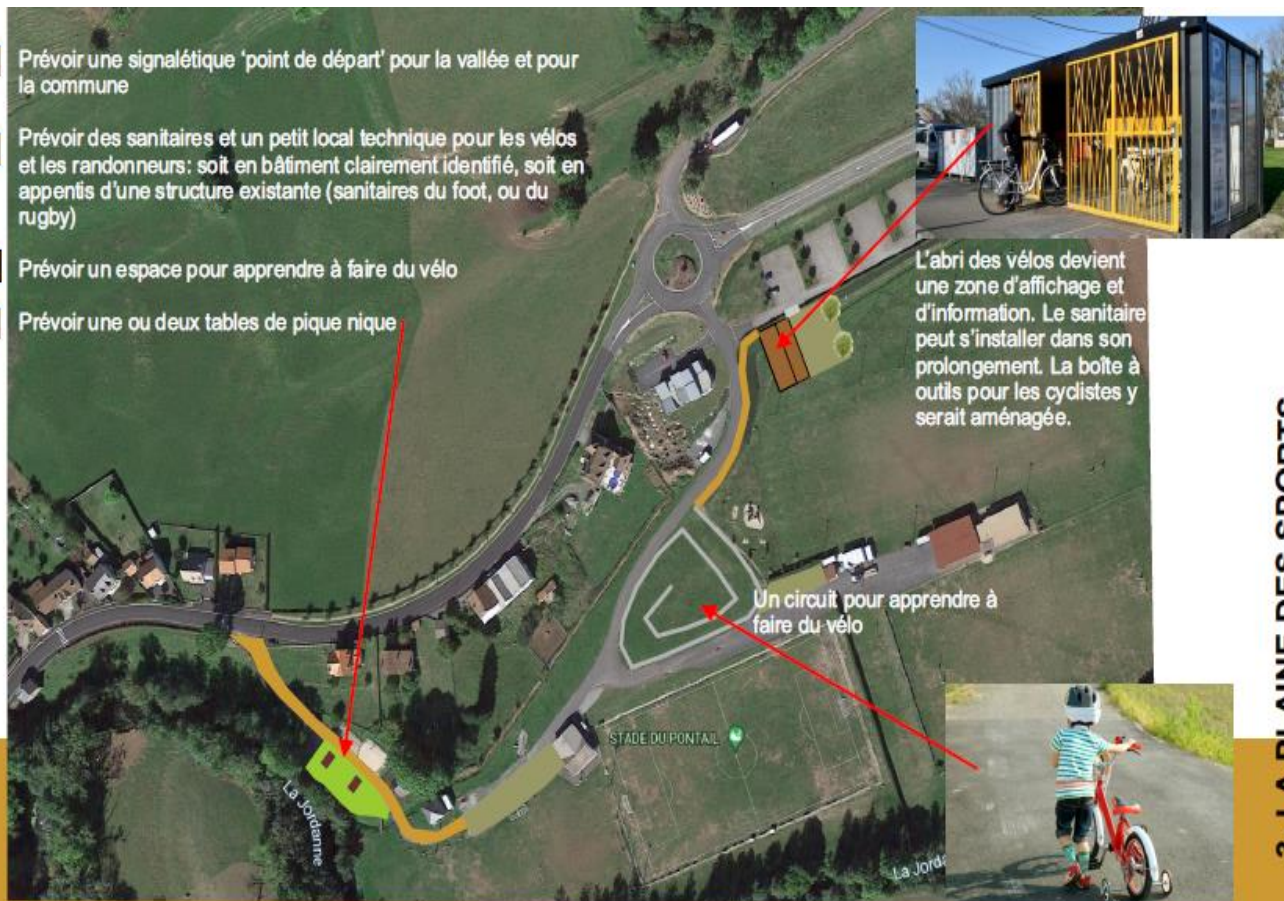 Prévoir une signalétique ‘point de départ’ pour la vallée et pour
la commune
Prévoir des sanitaires et un petit local technique pour les vélos
et les randonneurs: soit en bâtiment clairement identifié, soit en
appentis d’une structure existante (sanitaires du foot, ou du
rugby)
Prévoir un espace pour apprendre à faire du vélo
Prévoir une ou deux tables de pique nique
L’abri des vélos devient
une zone d’affichage et
d’information. Le sanitaire
peut s’installer dans son
prolongement. La boîte à
outils pour les cyclistes y
serait aménagée.
Un circuit pour apprendre à
faire du vélo
STADE DU PONTAIL
La Jordanne
La Jorda
PLAINE DES SPORTS